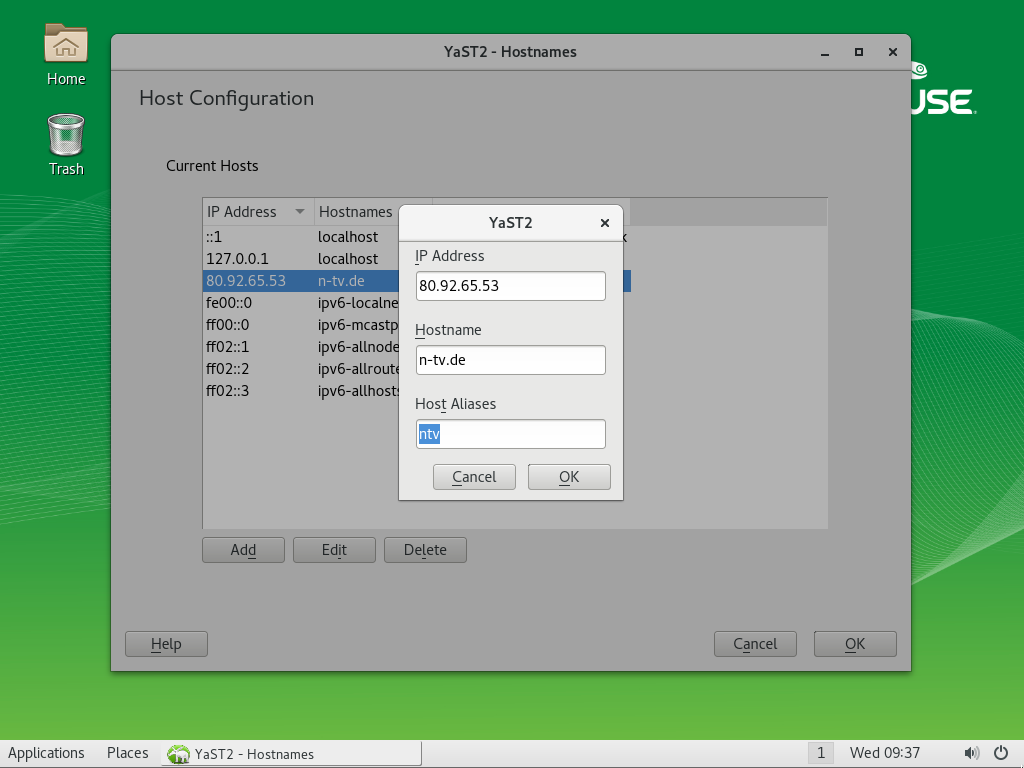 Home
Trash
YaST2 - Hostnames
USE.
Host Configuration
Current Hosts
IP Address Hostnames
::1 localhost
127.0.0.1 localhost
80.92.65.53 n-tv.de
fe00::0 ipv6-localne
ff00::0 ipv6-mcastp
ff02::1 ipv6-allnode
ff02::2 ipv6-allroute
ff02::3 ipv6-allhosts
YaST2
IP Address
80.92.65.53
Hostname
n-tv.de
Host Aliases
ntv
Cancel OK
Add Edit Delete
Help Cancel OK
Applications Places YaST2 - Hostnames 1 Wed 09:37